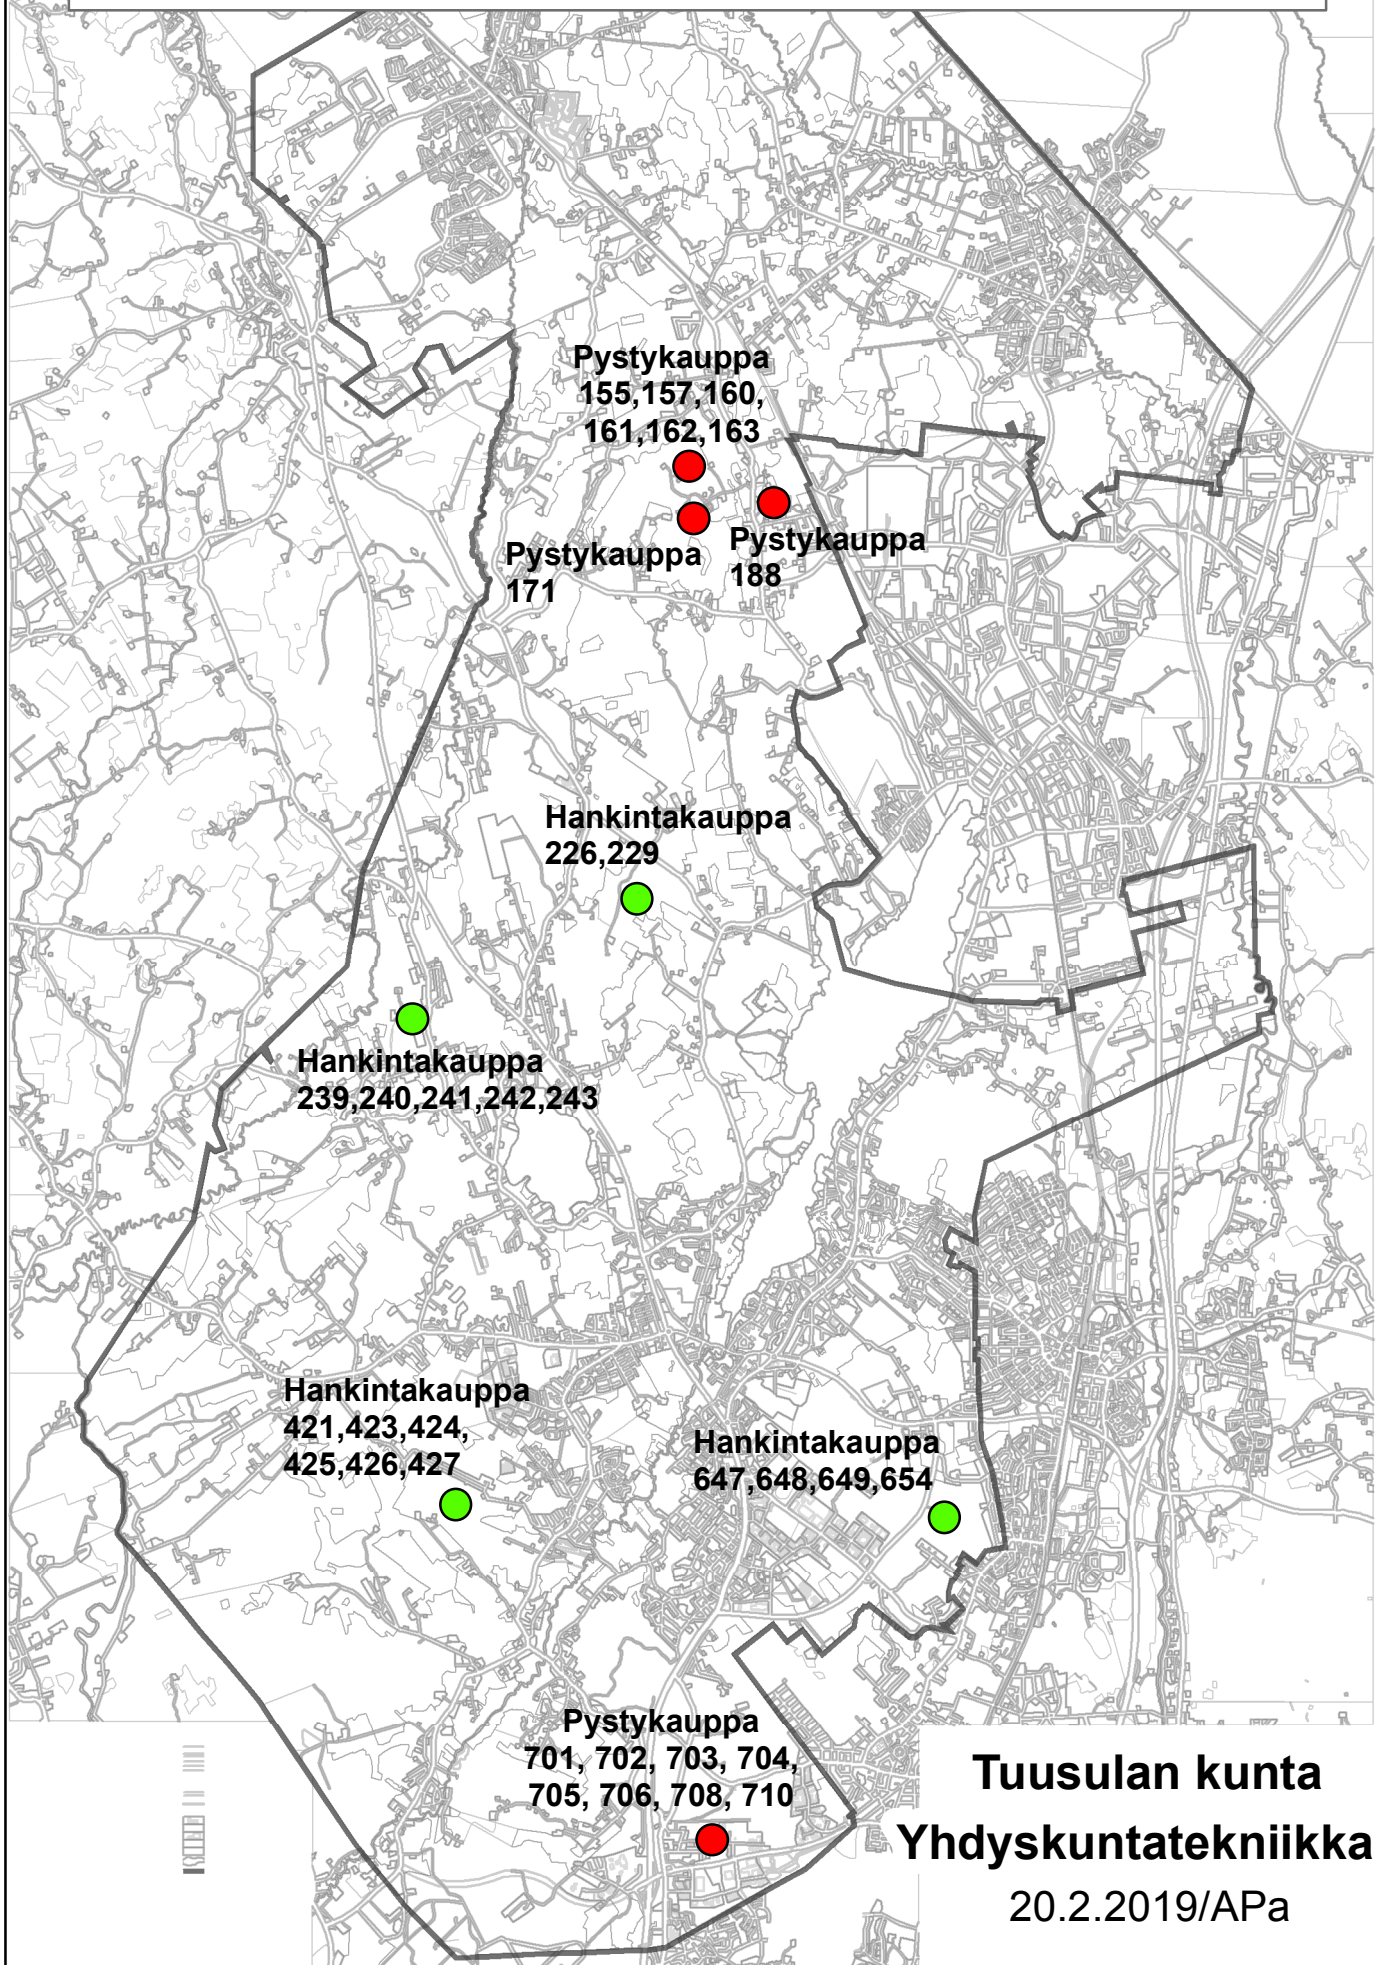 Pystykauppa
155,157,160,
161,162,163
Pystykauppa
171
Pystykauppa
188
Hankintakauppa
226,229
Hankintakauppa
239,240,241,242,243
Hankintakauppa
421,423,424,
425,426,427
Hankintakauppa
647,648,649,654
Pystykauppa
701, 702, 703, 704,
705, 706, 708, 710
Tuusulan kunta
Yhdyskuntatekniikka
20.2.2019/APa